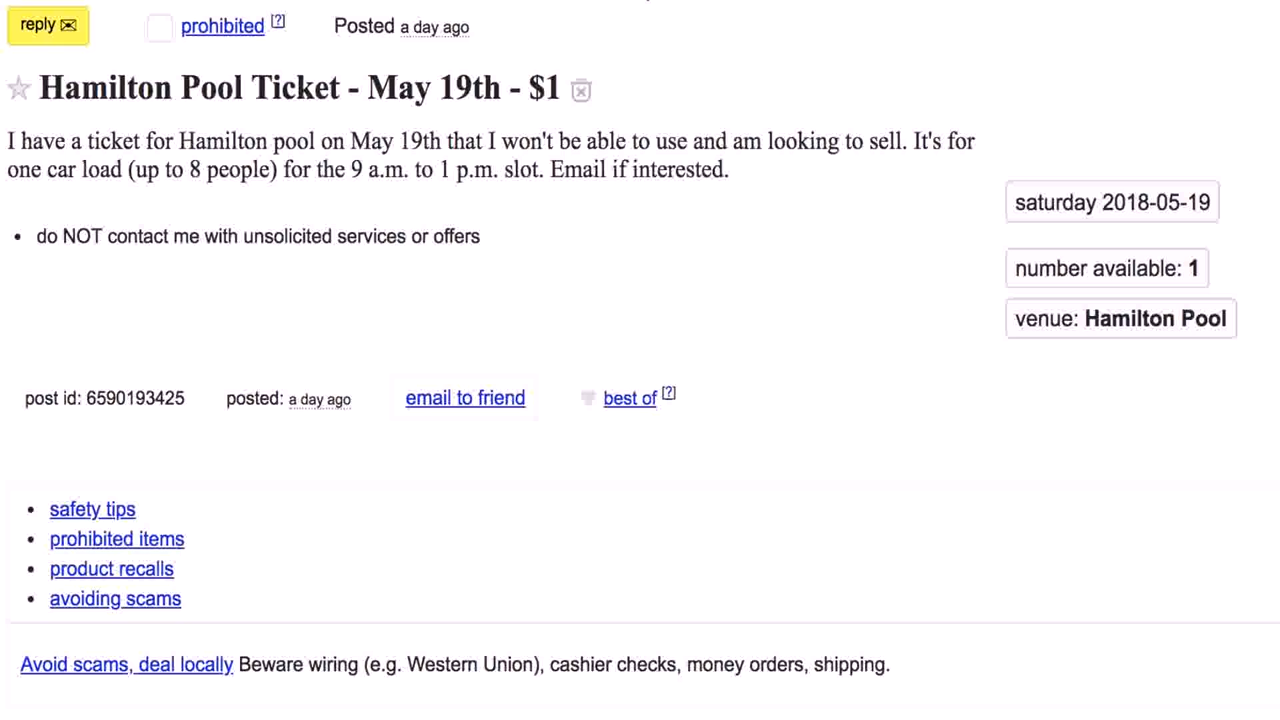 reply
prohibited [?] Posted a day ago
Hamilton Pool Ticket - May 19th - $1
I have a ticket for Hamilton pool on May 19th that I won't be able to use and am looking to sell. It's for
one car load (up to 8 people) for the 9 a.m. to 1 p.m. slot. Email if interested.
saturday 2018-05-19
do NOT contact me with unsolicited services or offers
number available: 1
venue: Hamilton Pool
post id: 6590193425 posted: a day ago email to friend best of [?]
safety tips
prohibited items
product recalls
avoiding scams
Avoid scams, deal locally Beware wiring (e.g. Western Union), cashier checks, money orders, shipping.